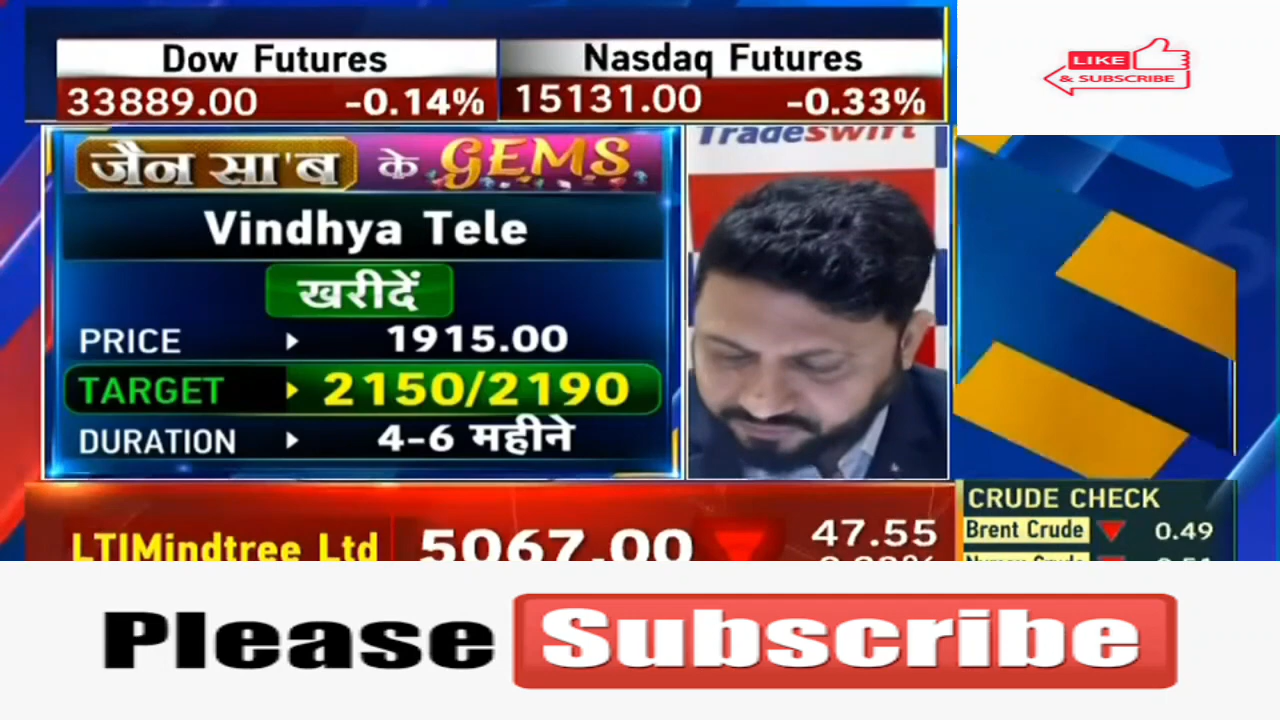 Dow Futures
33889.00 -0.14%
Nasdaq Futures
15131.00 -0.33%
LIKE
& SUBSCRIBE
जैन सा'ब के GEMS
Vindhya Tele
खरीदें
PRICE 1915.00
TARGET 2150/2190
DURATION 4-6 महीने
TradeSwift
LTIMindtree Ltd 5067.00 47.55
CRUDE CHECK
Brent Crude 0.49
Please Subscribe